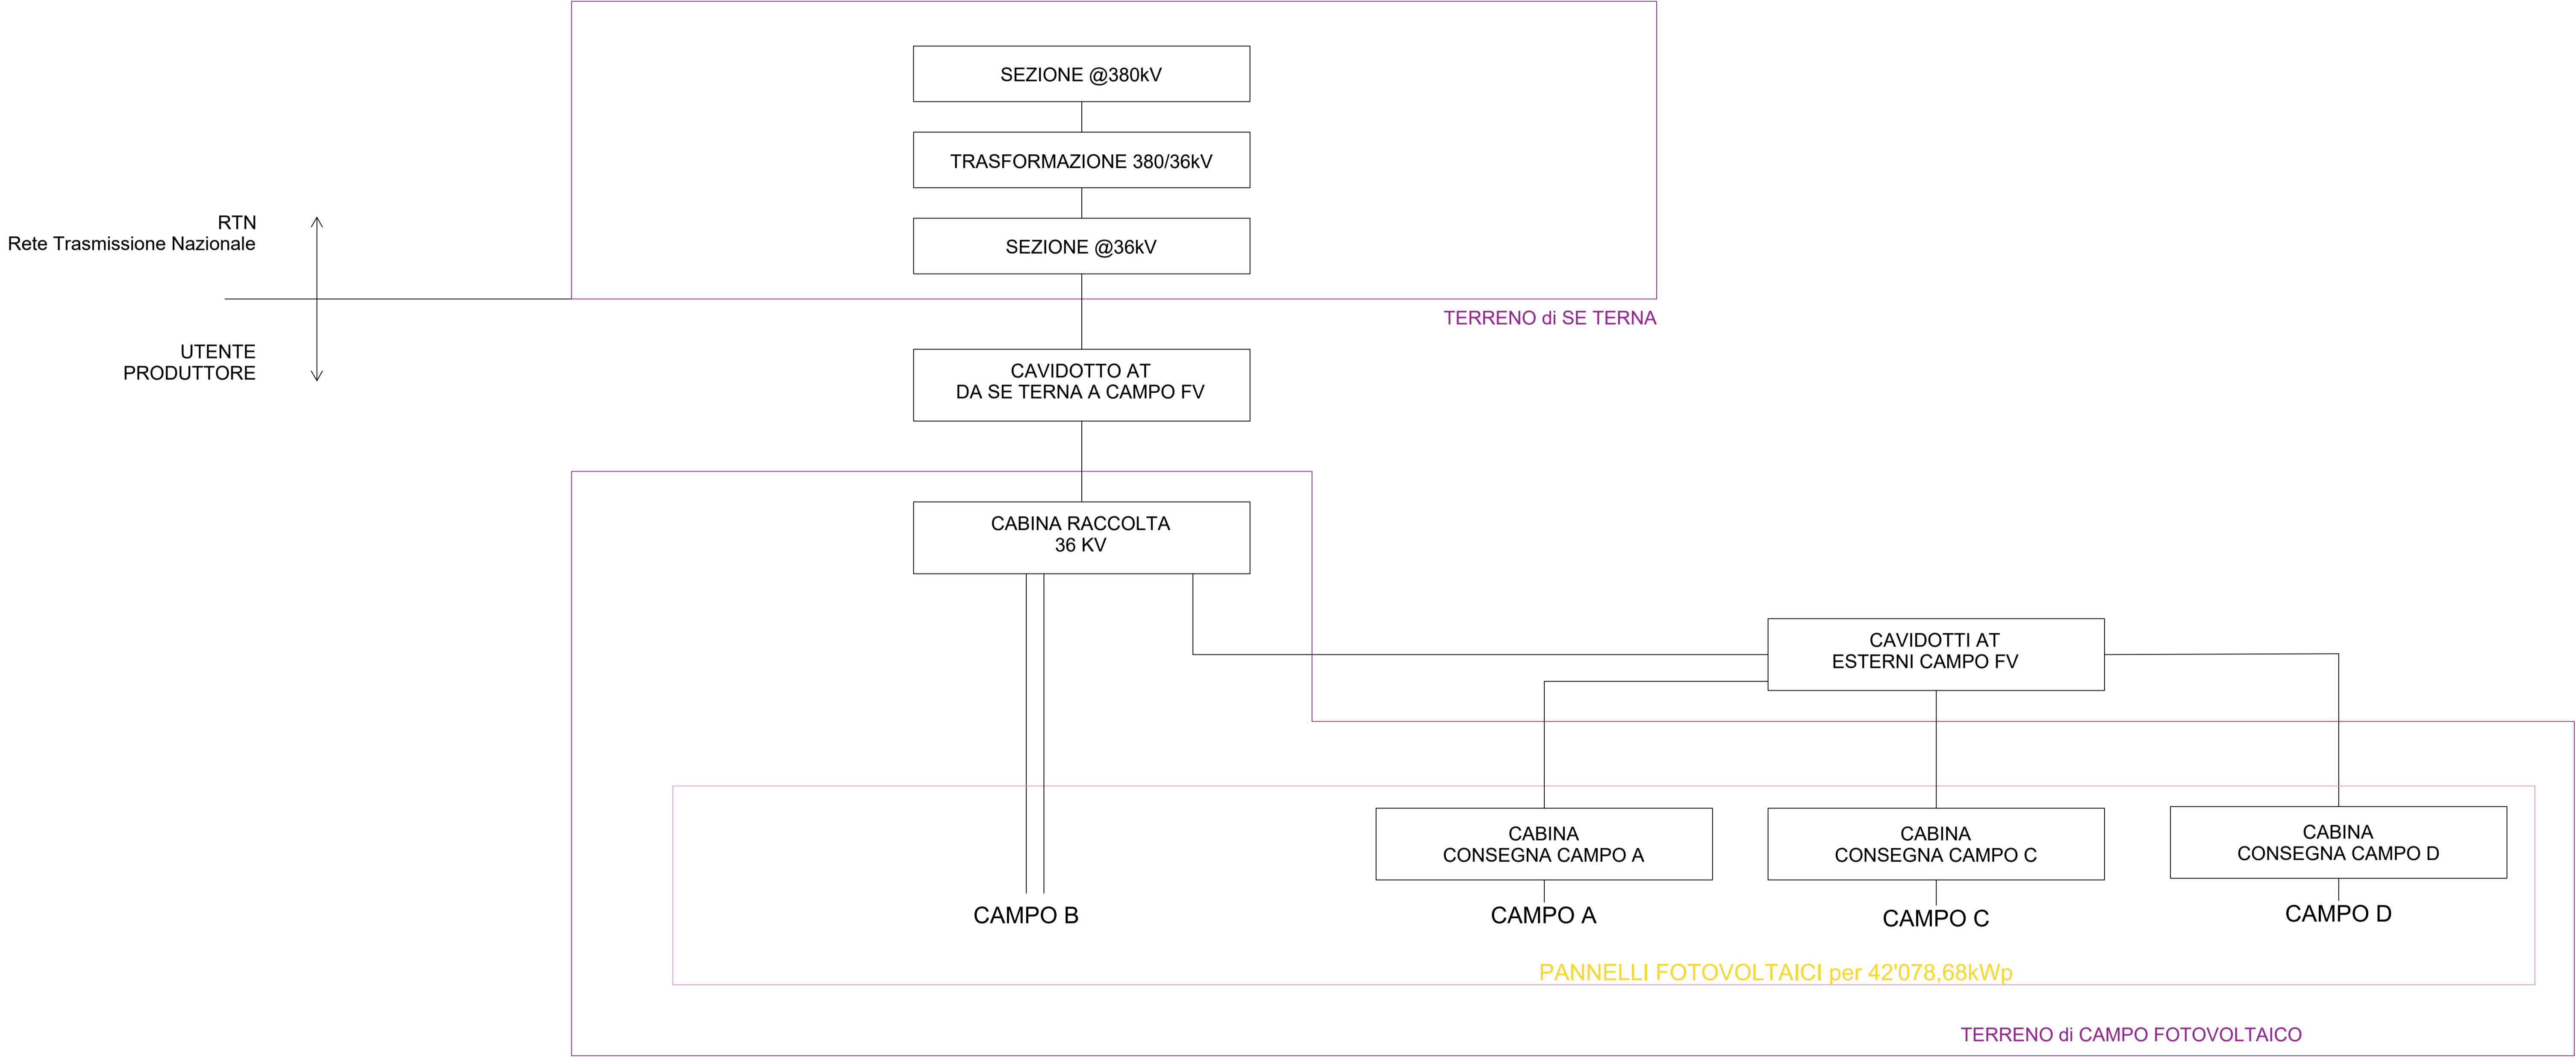 SEZIONE @380kV
TRASFORMAZIONE 380/36kV
RTN
Rete Trasmissione Nazionale
SEZIONE @36kV
TERRENO di SE TERNA
UTENTE
PRODUTTORE
CAVIDOTTO AT
DA SE TERNA A CAMPO FV
CABINA RACCOLTA
36 KV
CAVIDOTTI AT
ESTERNI CAMPO FV
CABINA
CONSEGNA CAMPO A
CABINA
CONSEGNA CAMPO C
CABINA
CONSEGNA CAMPO D
CAMPO B
CAMPO A
CAMPO C
CAMPO D
PANNELLI FOTOVOLTAICI per 42'078,68kWp
TERRENO di CAMPO FOTOVOLTAICO